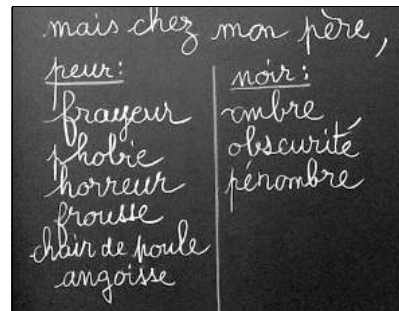 mais chez mon père,
peur:
frayeur
phobie
horreur
frousse
chair de poule
angoisse
noir:
ombre
obscurité
pénombre